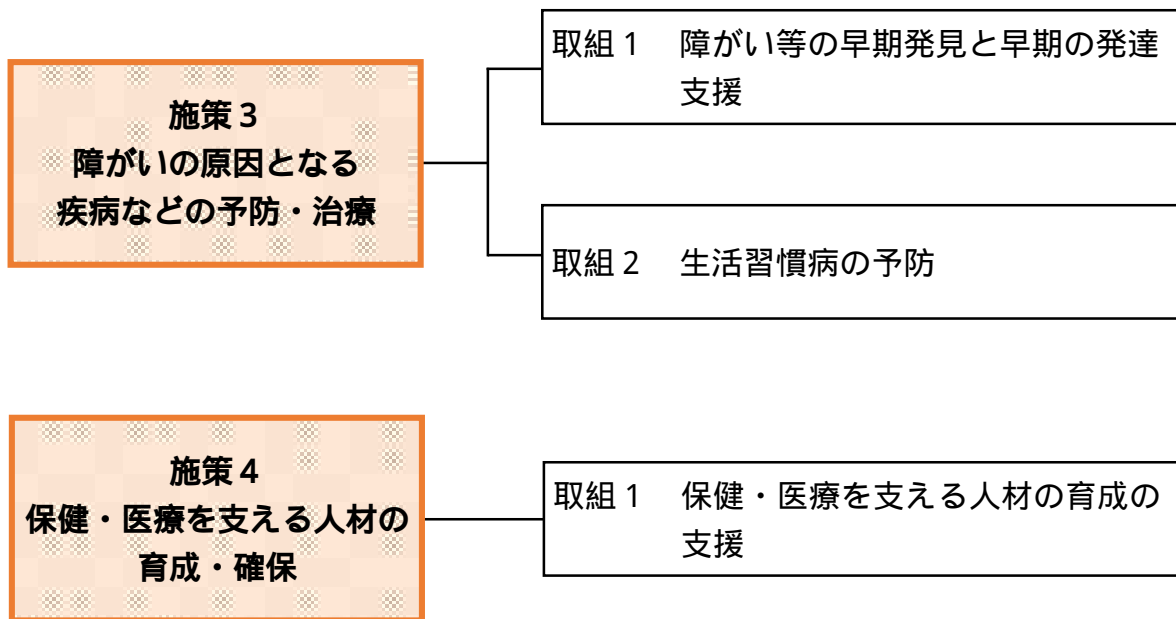 施策３
障がいの原因となる
疾病などの予防・治療
取組１　障がい等の早期発見と早期の発達
支援
取組２　生活習慣病の予防
施策４
保健・医療を支える人材の
育成・確保
取組１　保健・医療を支える人材の育成の
支援